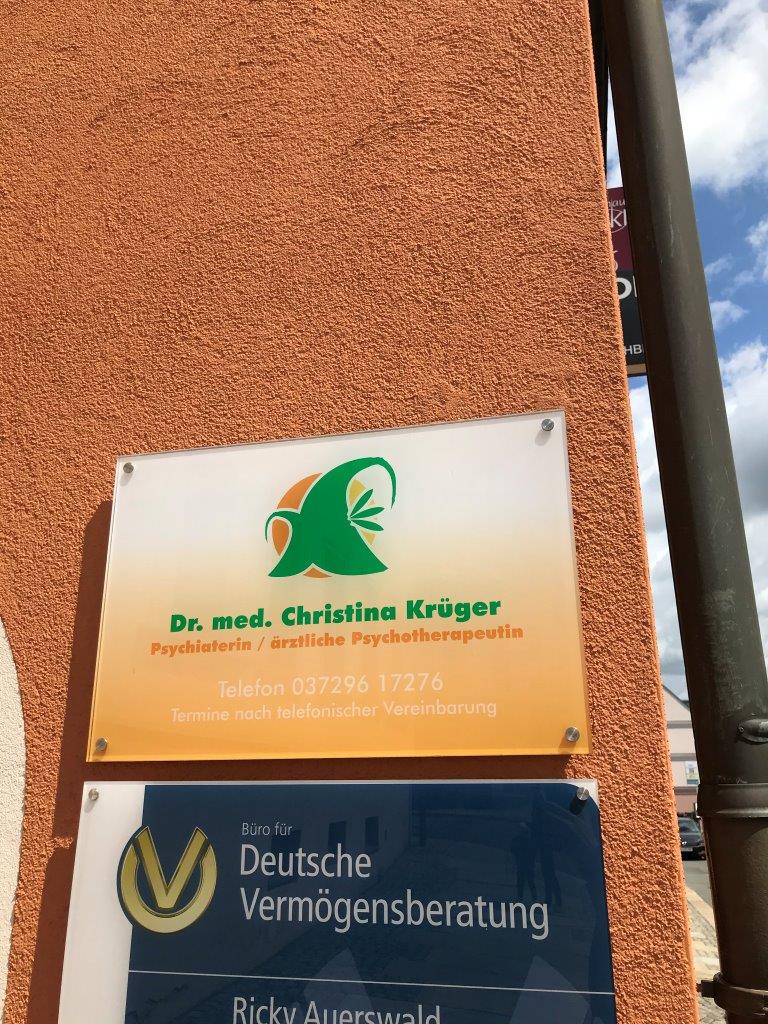 Dr. med. Christina Krüger
Psychiaterin / ärztliche Psychotherapeutin
Telefon 037296 17276
Termine nach telefonischer Vereinbarung
Büro für
Deutsche
Vermögensberatung
Ricky Auerswald